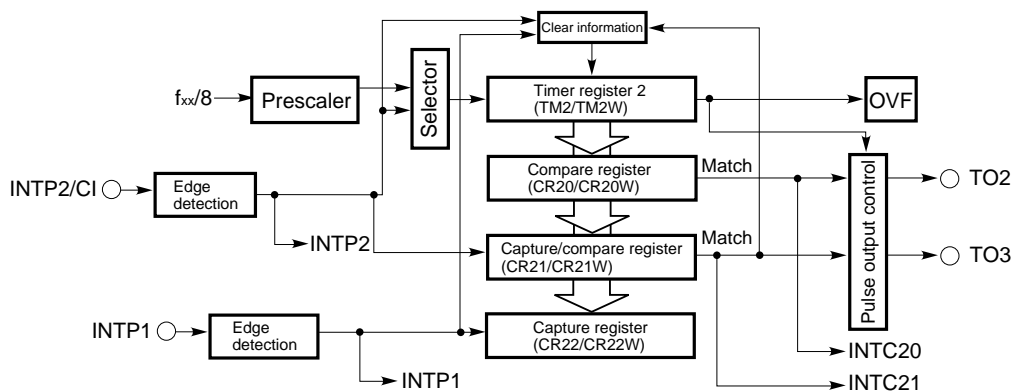 Clear information
fxx/8
Prescaler
Selector
Timer register 2
(TM2/TM2W)
OVF
INTP2/CI
Edge
detection
INTP2
Compare register
(CR20/CR20W)
Match
Capture/compare register
(CR21/CR21W)
Match
Pulse output control
TO2
TO3
INTP1
Edge
detection
INTP1
Capture register
(CR22/CR22W)
INTC20
INTC21